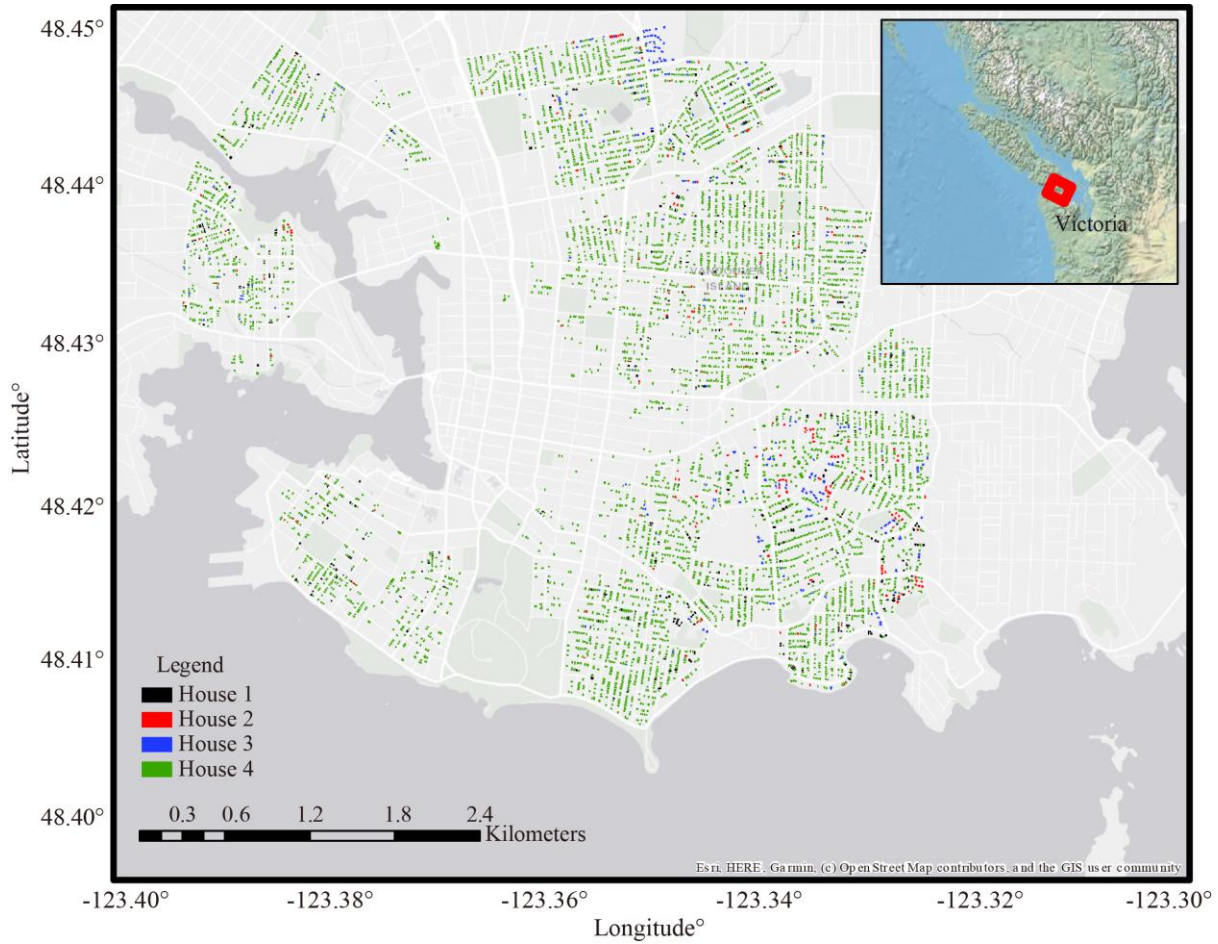 48.45°
48.44°
48.43°
48.42°
48.41°
48.40°
Latitude°
Victoria
VANCOUVER
ISLAND
Legend
House 1
House 2
House 3
House 4
0.3 0.6 1.2 1.8 2.4
Kilometers
Esri, HERE, Garmin, (c) OpenStreetMap contributors, and the GIS user community
-123.40° -123.38° -123.36° -123.34° -123.32° -123.30°
Longitude°